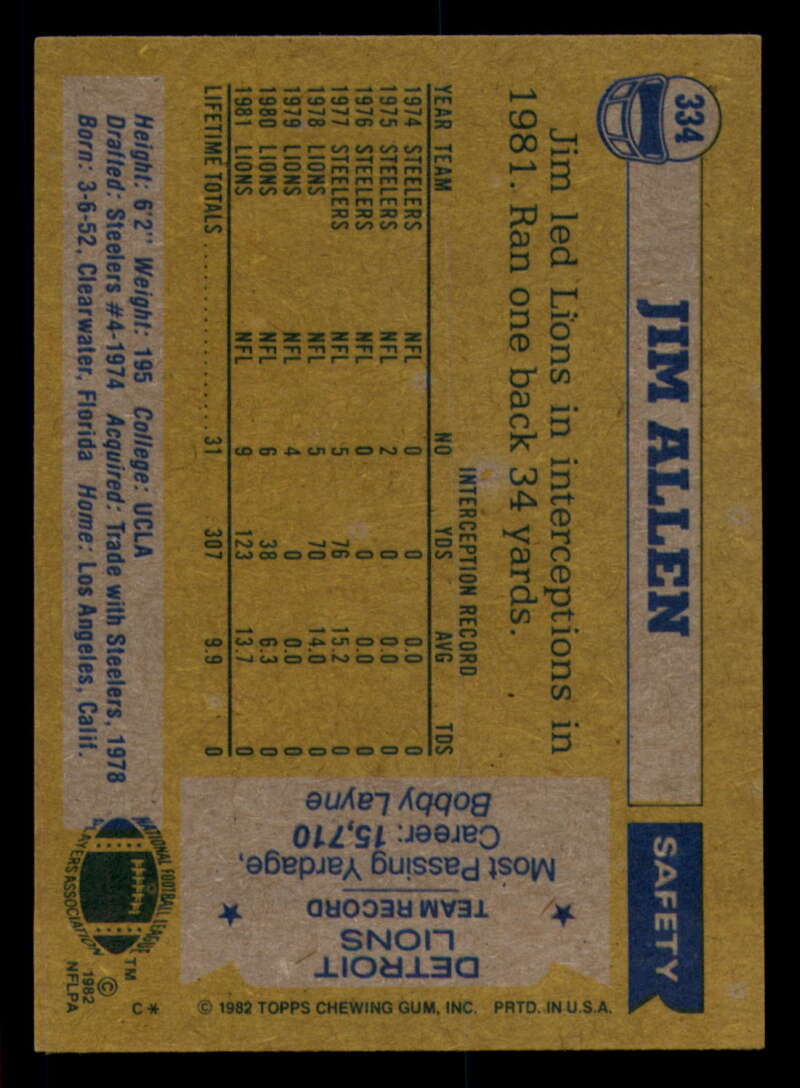 334
JIM ALLEN
SAFETY
Jim led Lions in interceptions in
1981. Ran one back 34 yards.
INTERCEPTION RECORD
YEAR TEAM NO YDS AVG TDS
1974 STEELERS NFL 0 0 0.0 0
1975 STEELERS NFL 2 0 0.0 0
1976 STEELERS NFL 0 0 0.0 0
1977 STEELERS NFL 5 76 15.2 0
1978 LIONS NFL 5 70 14.0 0
1979 LIONS NFL 4 0 0.0 0
1980 LIONS NFL 6 38 6.3 0
1981 LIONS NFL 9 123 13.7 0
LIFETIME TOTALS 31 307 9.9 0
Height: 6'2" Weight: 195 College: UCLA
Drafted: Steelers #4-1974 Acquired: Trade with Steelers, 1978
Born: 3-6-52, Clearwater, Florida Home: Los Angeles, Calif.
DETROIT
LIONS
TEAM RECORD
Most Passing Yardage,
Career: 15,710
Bobby Layne
NATIONAL FOOTBALL LEAGUE
PLAYERS ASSOCIATION
TM
© 1982
NFLPA
C*
© 1982 TOPPS CHEWING GUM, INC. PRTD. IN U.S.A.